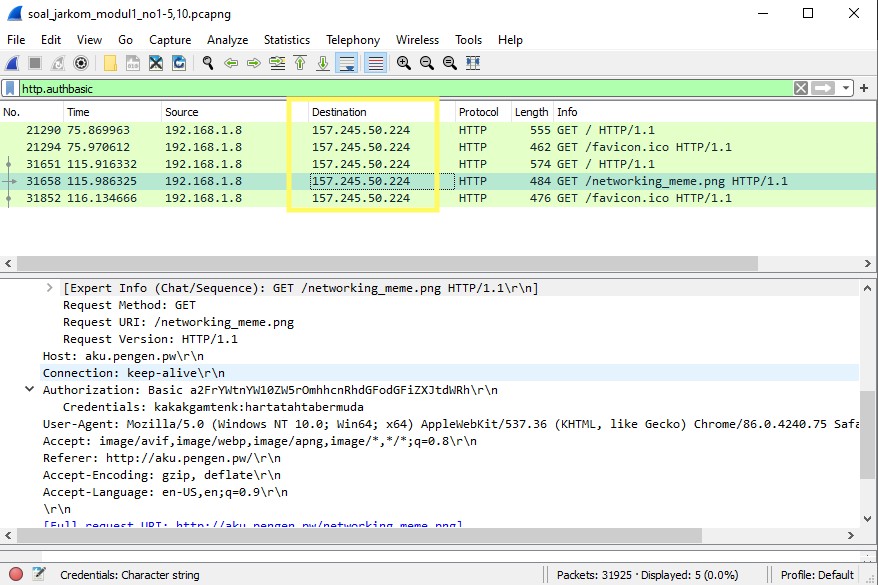 soal_jarkom_modul1_no1-5,10.pcapng
File Edit View Go Capture Analyze Statistics Telephony Wireless Tools Help
http.authbasic
No. Time Source Destination Protocol Length Info
21290 75.869963 192.168.1.8 157.245.50.224 HTTP 555 GET / HTTP/1.1
21294 75.970612 192.168.1.8 157.245.50.224 HTTP 462 GET /favicon.ico HTTP/1.1
31651 115.916332 192.168.1.8 157.245.50.224 HTTP 574 GET / HTTP/1.1
31658 115.986325 192.168.1.8 157.245.50.224 HTTP 484 GET /networking_meme.png HTTP/1.1
31852 116.134666 192.168.1.8 157.245.50.224 HTTP 476 GET /favicon.ico HTTP/1.1
[Expert Info (Chat/Sequence): GET /networking_meme.png HTTP/1.1\r\n]
Request Method: GET
Request URI: /networking_meme.png
Request Version: HTTP/1.1
Host: aku.pengen.pw\r\n
Connection: keep-alive\r\n
Authorization: Basic a2FrYWtnYW10ZW5rOmhhcnRhdGFodGFiZXJtdWRh\r\n
Credentials: kakakgamtenk:hartatahtabermuda
User-Agent: Mozilla/5.0 (Windows NT 10.0; Win64; x64) AppleWebKit/537.36 (KHTML, like Gecko) Chrome/86.0.4240.75 Safa
Accept: image/avif,image/webp,image/apng,image/*,*/*;q=0.8\r\n
Referer: http://aku.pengen.pw/\r\n
Accept-Encoding: gzip, deflate\r\n
Accept-Language: en-US,en;q=0.9\r\n
\r\n
[Full request URI: http://aku.pengen.pw/networking_meme.png]
Credentials: Character string
Packets: 31925 · Displayed: 5 (0.0%)
Profile: Default